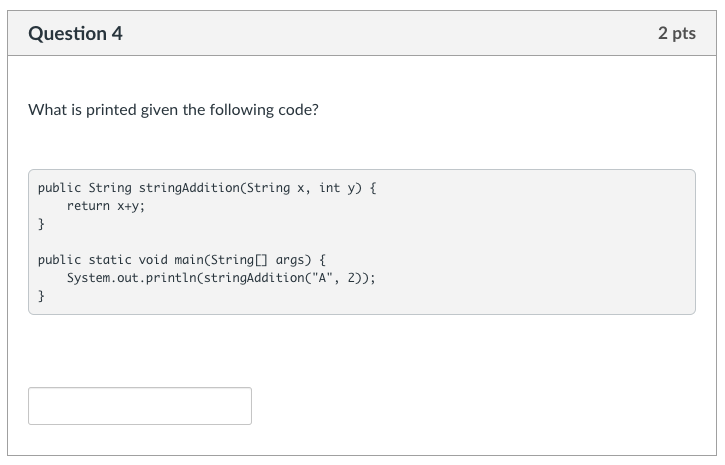 Question 4
2 pts
What is printed given the following code?
public String stringAddition(String x, int y) {
    return x+y;
}
public static void main(String[] args) {
    System.out.println(stringAddition("A", 2));
}